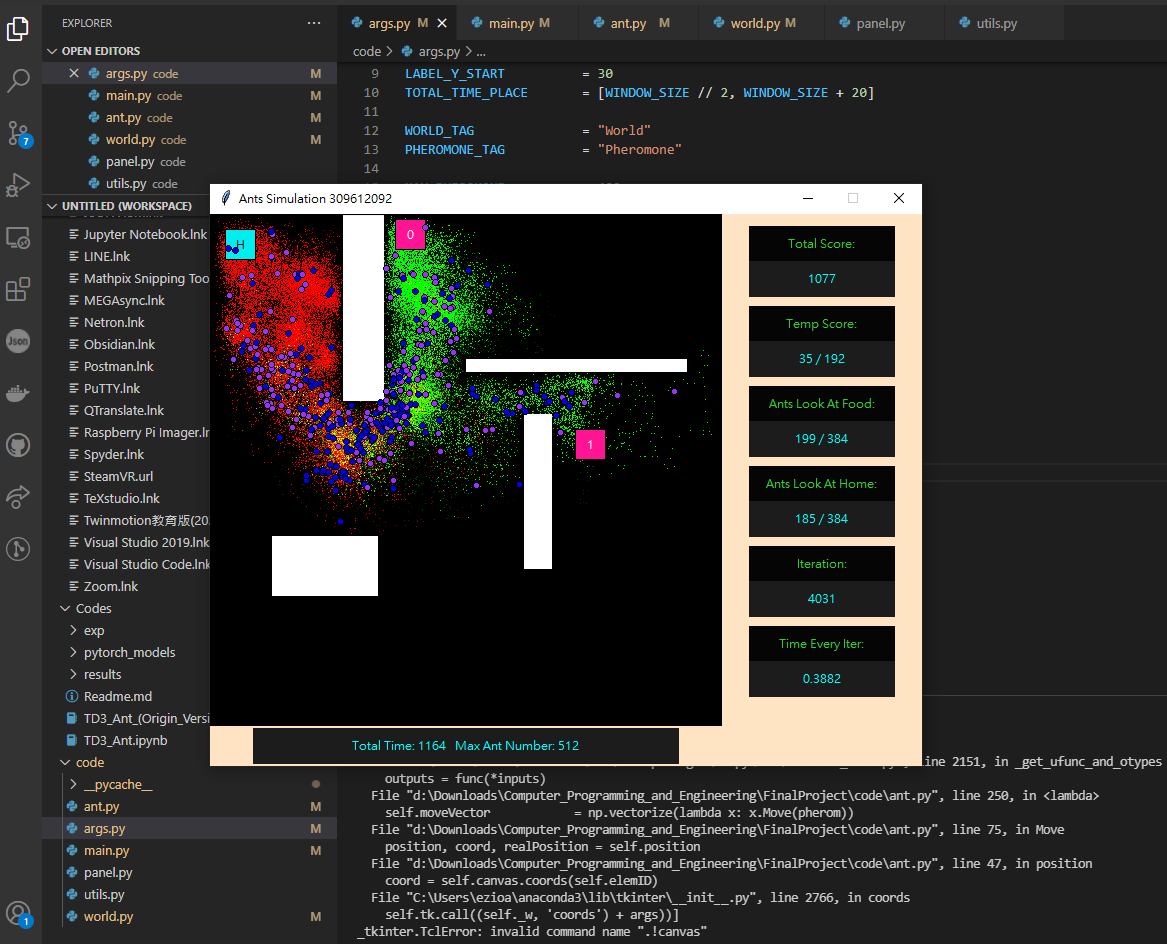 EXPLORER
OPEN EDITORS
args.py code M
main.py code M
ant.py code M
world.py code M
panel.py code
utils.py code
UNTITLED (WORKSPACE)
Jupyter Notebook.lnk
LINE.lnk
Mathpix Snipping Too
MEGAsync.lnk
Netron.lnk
Obsidian.lnk
Postman.lnk
PuTTY.lnk
QTranslate.lnk
Raspberry Pi Imager.lr
Spyder.lnk
SteamVR.url
TeXstudio.lnk
Twinmotion教育版(20
Visual Studio 2019.lnk
Visual Studio Code.lnk
Zoom.lnk
Codes
exp
pytorch_models
results
Readme.md
TD3_Ant_(Origin_Versi
TD3_Ant.ipynb
code
__pycache__
ant.py M
args.py M
main.py M
panel.py
utils.py
world.py M
7
Json
1
args.py M main.py M ant.py M world.py M panel.py utils.py
code > args.py > ...
9 LABEL_Y_START = 30
10 TOTAL_TIME_PLACE = [WINDOW_SIZE // 2, WINDOW_SIZE + 20]
11
12 WORLD_TAG = "World"
13 PHEROMONE_TAG = "Pheromone"
14
Ants Simulation 309612092
H
0
1
Total Score:
1077
Temp Score:
35 / 192
Ants Look At Food:
199 / 384
Ants Look At Home:
185 / 384
Iteration:
4031
Time Every Iter:
0.3882
Total Time: 1164 Max Ant Number: 512
line 2151, in _get_ufunc_and_otypes
outputs = func(*inputs)
File "d:\Downloads\Computer_Programming_and_Engineering\FinalProject\code\ant.py", line 250, in <lambda>
self.moveVector = np.vectorize(lambda x: x.Move(pherom))
File "d:\Downloads\Computer_Programming_and_Engineering\FinalProject\code\ant.py", line 75, in Move
position, coord, realPosition = self.position
File "d:\Downloads\Computer_Programming_and_Engineering\FinalProject\code\ant.py", line 47, in position
coord = self.canvas.coords(self.elemID)
File "C:\Users\ezioa\anaconda3\lib\tkinter\__init__.py", line 2766, in coords
self.tk.call((self._w, 'coords') + args))]
_tkinter.TclError: invalid command name ".!canvas"